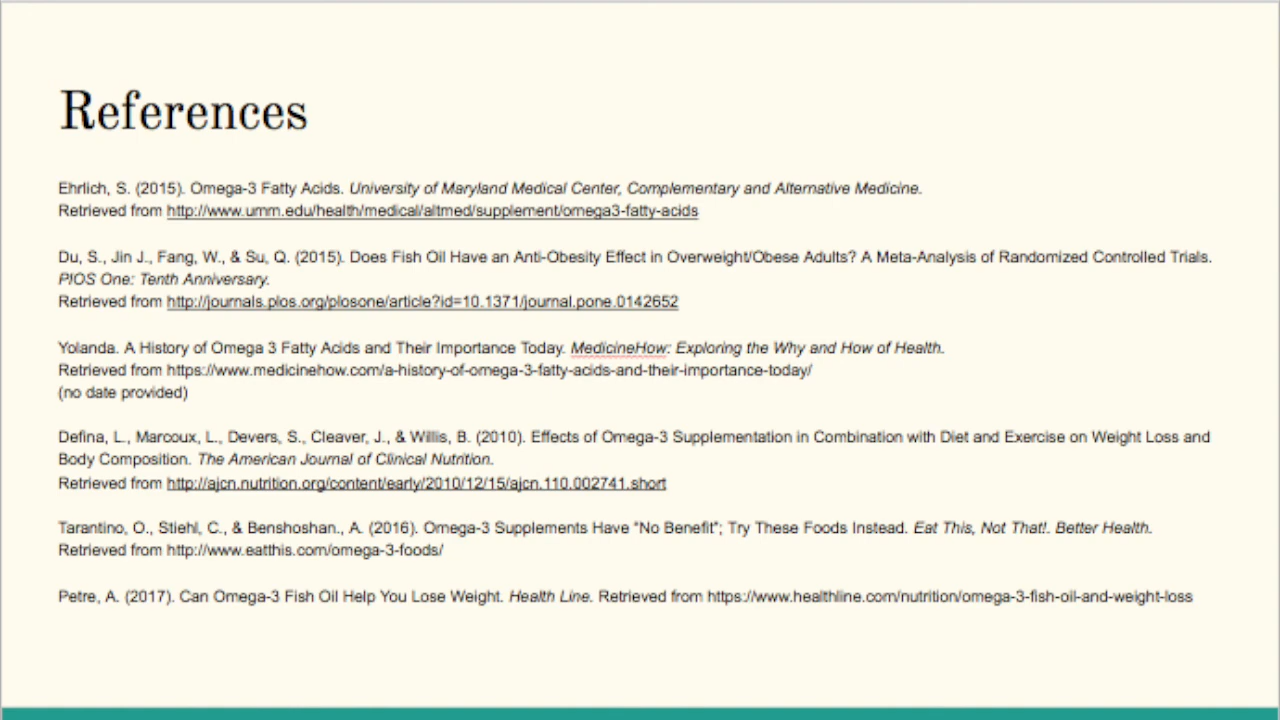 References
Ehrlich, S. (2015). Omega-3 Fatty Acids. University of Maryland Medical Center, Complementary and Alternative Medicine.
Retrieved from http://www.umm.edu/health/medical/altmed/supplement/omega3-fatty-acids
Du, S., Jin J., Fang, W., & Su, Q. (2015). Does Fish Oil Have an Anti-Obesity Effect in Overweight/Obese Adults? A Meta-Analysis of Randomized Controlled Trials.
PlOS One: Tenth Anniversary.
Retrieved from http://journals.plos.org/plosone/article?id=10.1371/journal.pone.0142652
Yolanda. A History of Omega 3 Fatty Acids and Their Importance Today. MedicineHow: Exploring the Why and How of Health.
Retrieved from https://www.medicinehow.com/a-history-of-omega-3-fatty-acids-and-their-importance-today/
(no date provided)
Defina, L., Marcoux, L., Devers, S., Cleaver, J., & Willis, B. (2010). Effects of Omega-3 Supplementation in Combination with Diet and Exercise on Weight Loss and
Body Composition. The American Journal of Clinical Nutrition.
Retrieved from http://ajcn.nutrition.org/content/early/2010/12/15/ajcn.110.002741.short
Tarantino, O., Stiehl, C., & Benshoshan., A. (2016). Omega-3 Supplements Have "No Benefit"; Try These Foods Instead. Eat This, Not That!. Better Health.
Retrieved from http://www.eatthis.com/omega-3-foods/
Petre, A. (2017). Can Omega-3 Fish Oil Help You Lose Weight. Health Line. Retrieved from https://www.healthline.com/nutrition/omega-3-fish-oil-and-weight-loss